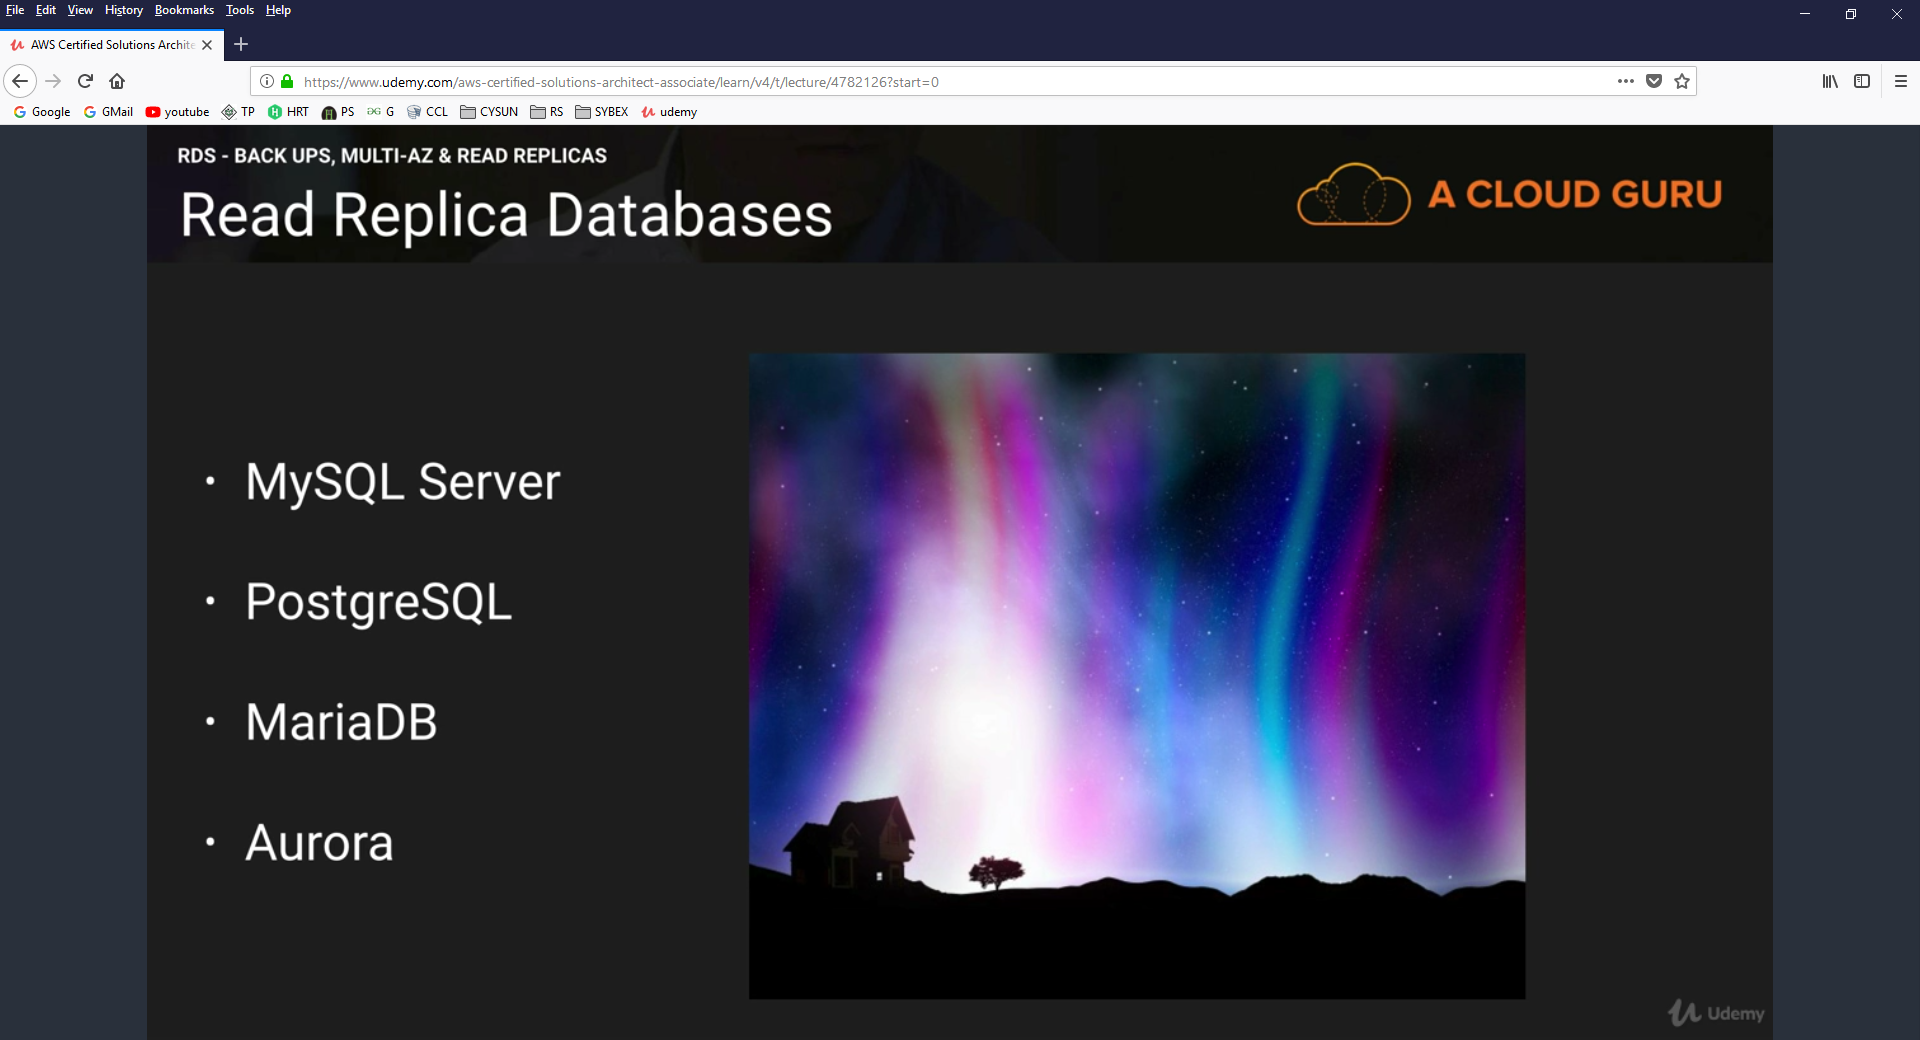 File Edit View History Bookmarks Tools Help
AWS Certified Solutions Archite
https://www.udemy.com/aws-certified-solutions-architect-associate/learn/v4/t/lecture/4782126?start=0
Google GMail youtube TP HRT PS G CCL CYSUN RS SYBEX udemy
RDS - BACK UPS, MULTI-AZ & READ REPLICAS
Read Replica Databases
A CLOUD GURU
• MySQL Server
• PostgreSQL
• MariaDB
• Aurora
Udemy